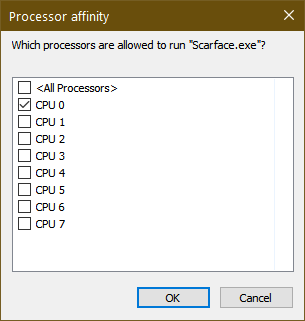 Processor affinity
Which processors are allowed to run "Scarface.exe"?
<All Processors>
CPU 0
CPU 1
CPU 2
CPU 3
CPU 4
CPU 5
CPU 6
CPU 7
OK
Cancel